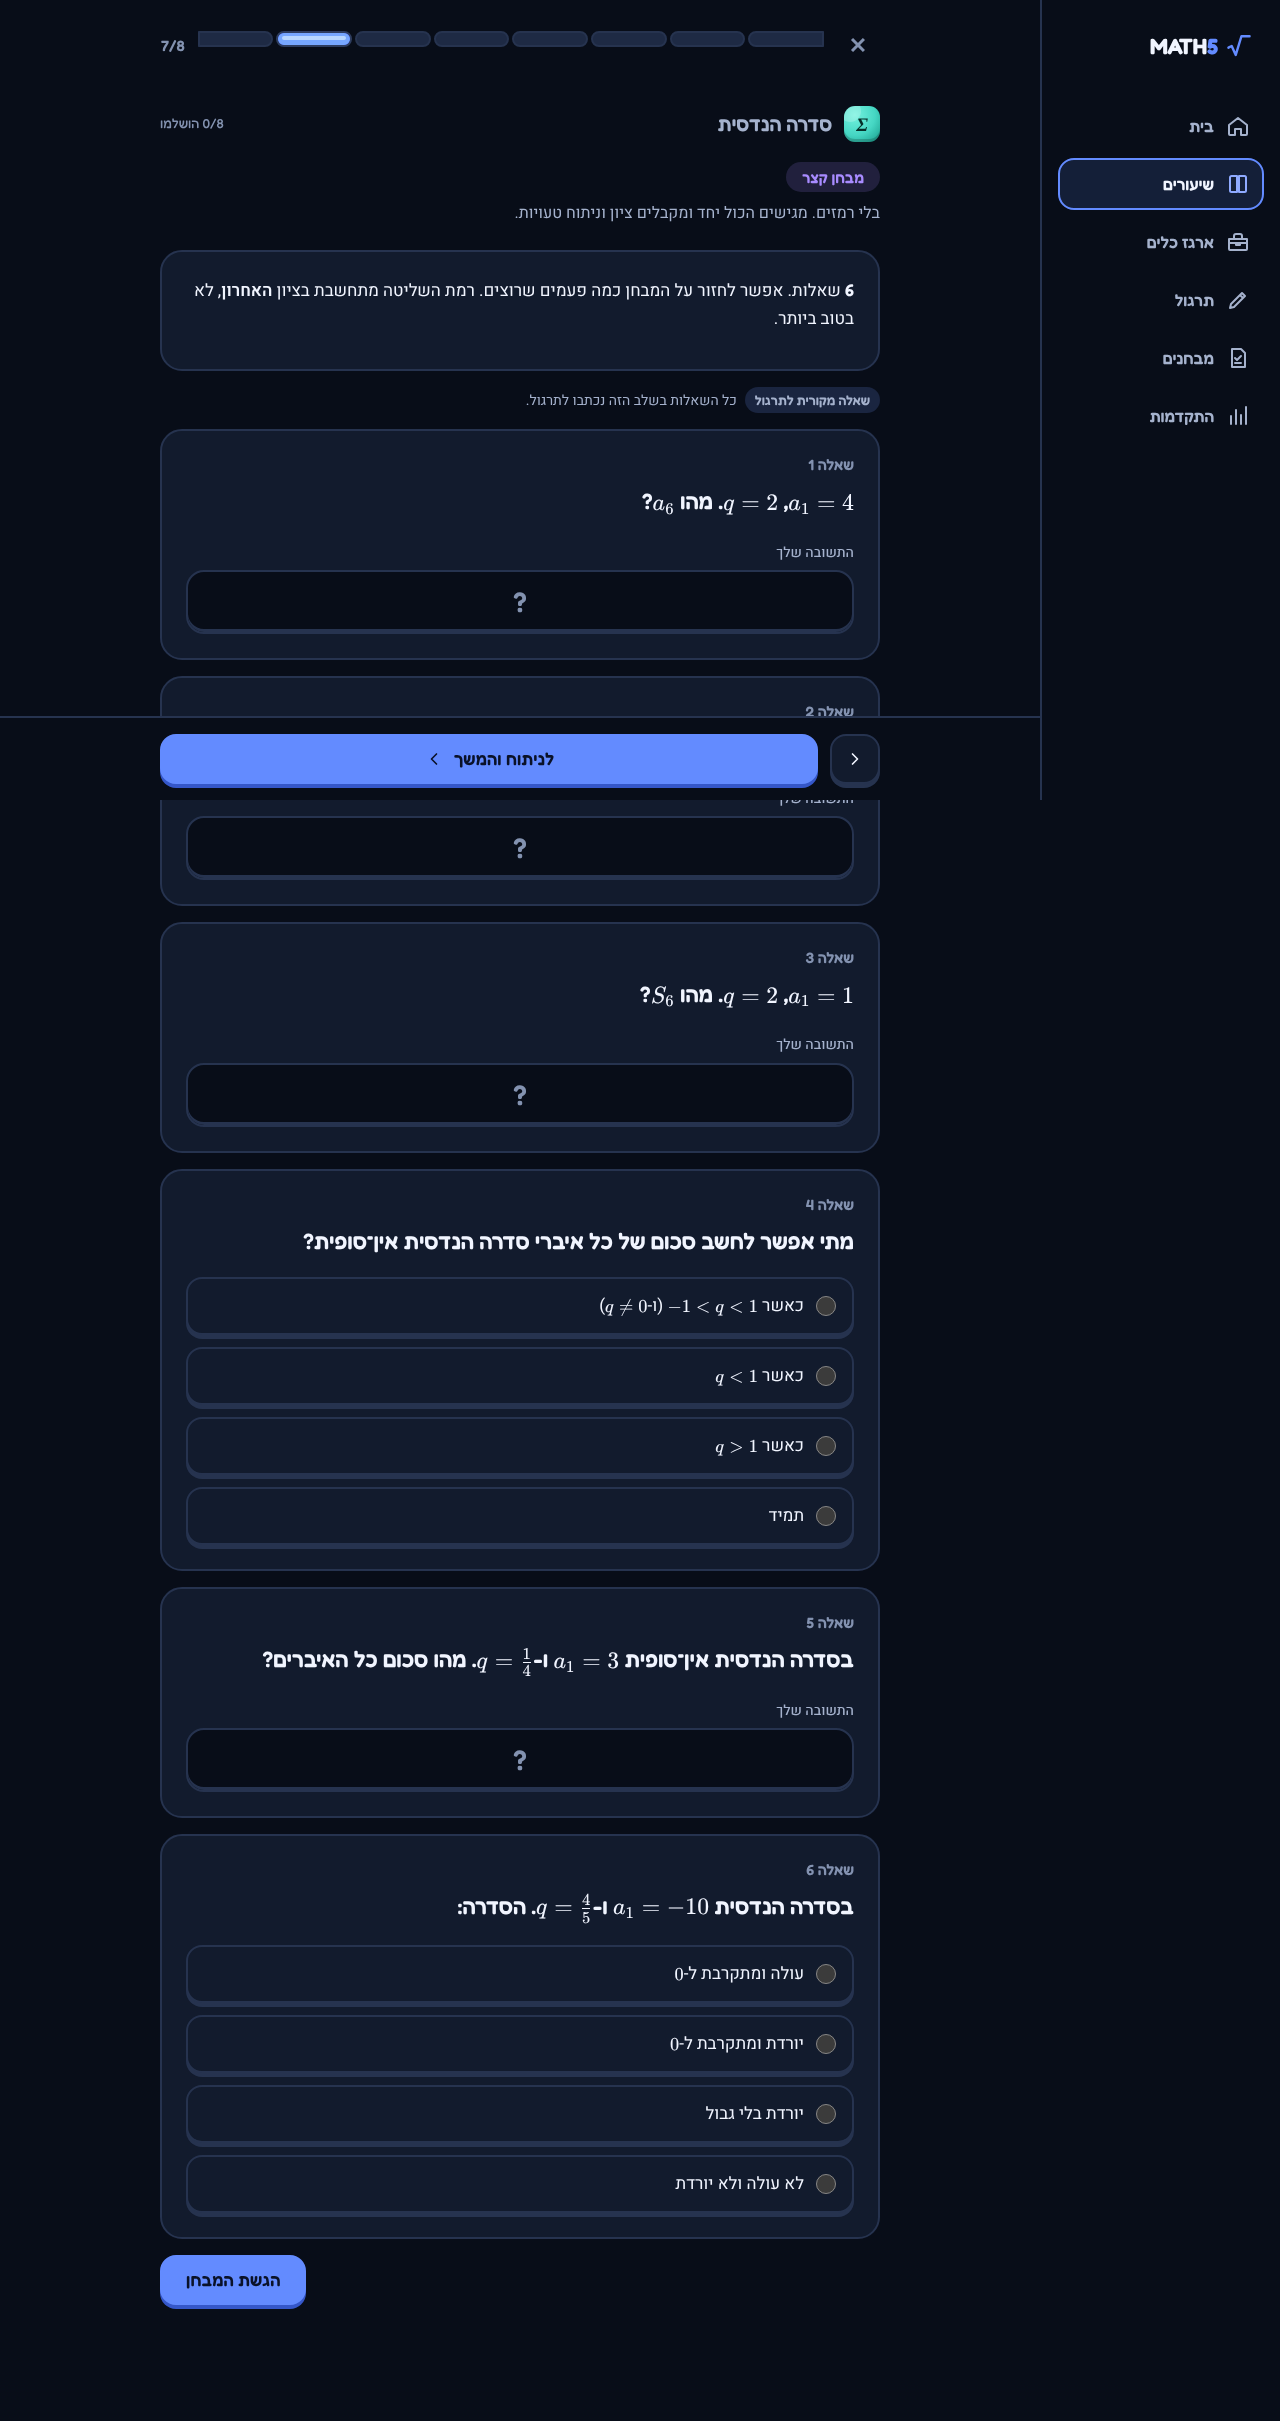 MATH5
בית
שיעורים
ארגז כלים
תרגול
מבחנים
התקדמות
7/8
Σ סדרה הנדסית
0/8 הושלמו
מבחן קצר
בלי רמזים. מגישים הכול יחד ומקבלים ציון וניתוח טעויות.
6 שאלות. אפשר לחזור על המבחן כמה פעמים שרוצים. רמת השליטה מתחשבת בציון האחרון, לא
בטוב ביותר.
שאלה מקורית לתרגול כל השאלות בשלב הזה נכתבו לתרגול.
שאלה 1
a₁ = 4, q = 2. מהו a₆?
התשובה שלך
?
שאלה 2
לניתוח והמשך
התשובה שלך
?
שאלה 3
a₁ = 1, q = 2. מהו S₆?
התשובה שלך
?
שאלה 4
מתי אפשר לחשב סכום של כל איברי סדרה הנדסית אין־סופית?
כאשר −1 < q < 1 (ו-q ≠ 0)
כאשר q < 1
כאשר q > 1
תמיד
שאלה 5
בסדרה הנדסית אין־סופית a₁ = 3 ו-q = 1/4. מהו סכום כל האיברים?
התשובה שלך
?
שאלה 6
בסדרה הנדסית a₁ = −10 ו-q = 4/5. הסדרה:
עולה ומתקרבת ל-0
יורדת ומתקרבת ל-0
יורדת בלי גבול
לא עולה ולא יורדת
הגשת המבחן